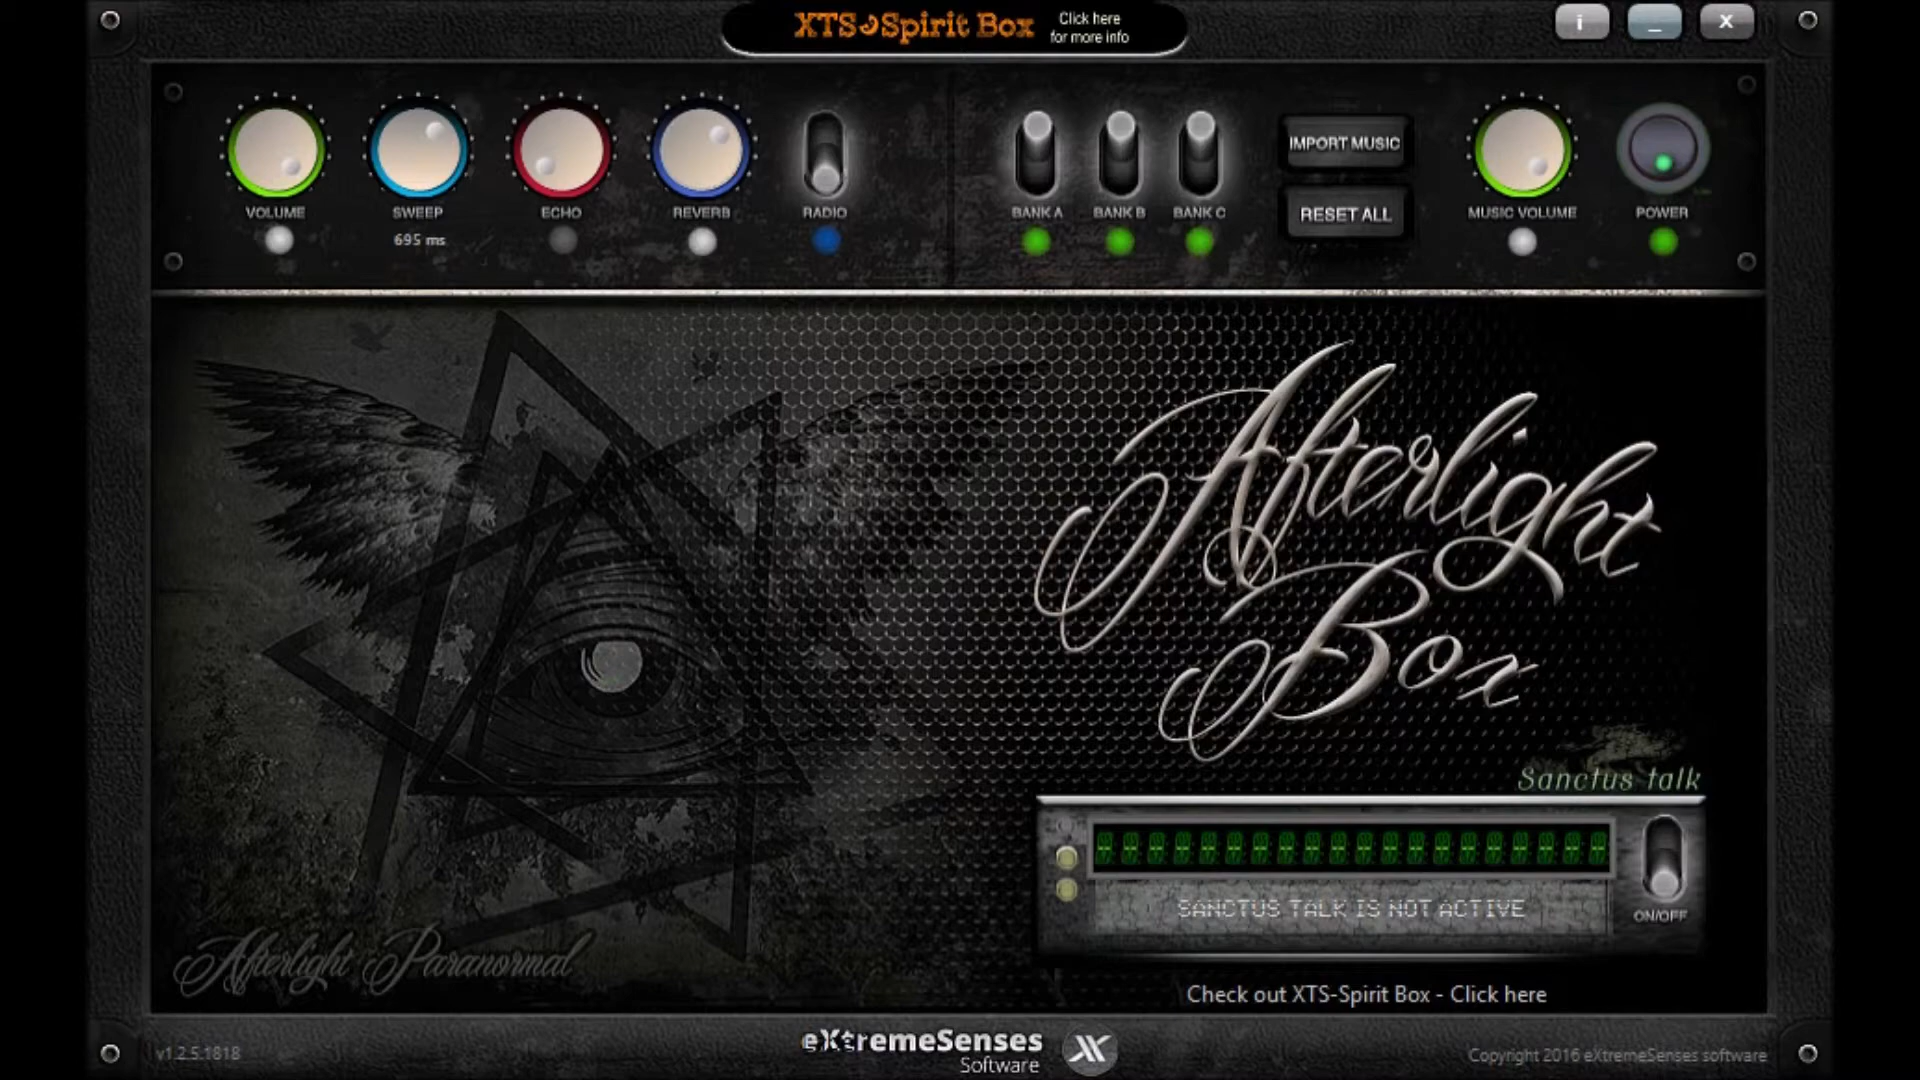 XTS Spirit Box
Click here
for more info
i _ X
VOLUME SWEEP ECHO REVERB RADIO BANK A BANK B BANK C IMPORT MUSIC RESET ALL MUSIC VOLUME POWER
695 ms
Afterlight
Box
Sanctus talk
SANCTUS TALK IS NOT ACTIVE
ON/OFF
Afterlight Paranormal
Check out XTS-Spirit Box - Click here
eXtremeSenses
Software
v1.2.5.1818
Copyright 2016 eXtremeSenses software